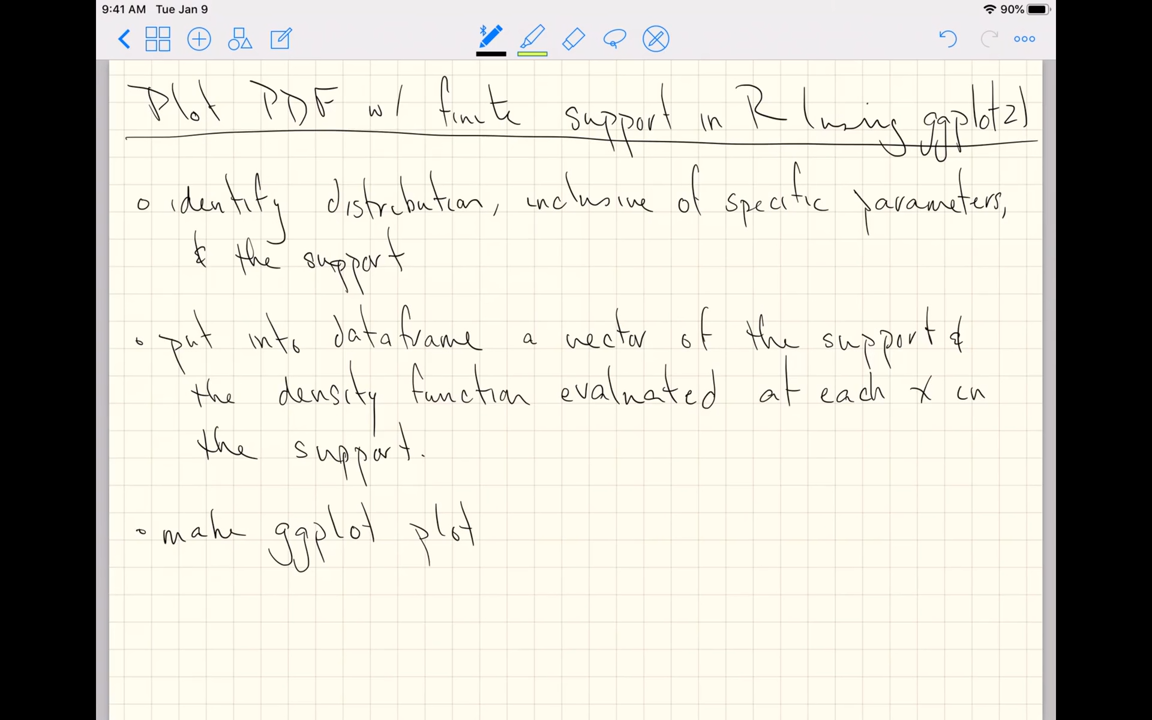 9:41 AM Tue Jan 9 90%
Plot PDF w/ finite support in R (using ggplot2)
o identify distribution, inclusive of specific parameters,
& the support
• put into dataframe a vector of the support &
the density function evaluated at each x in
the support.
• make ggplot plot